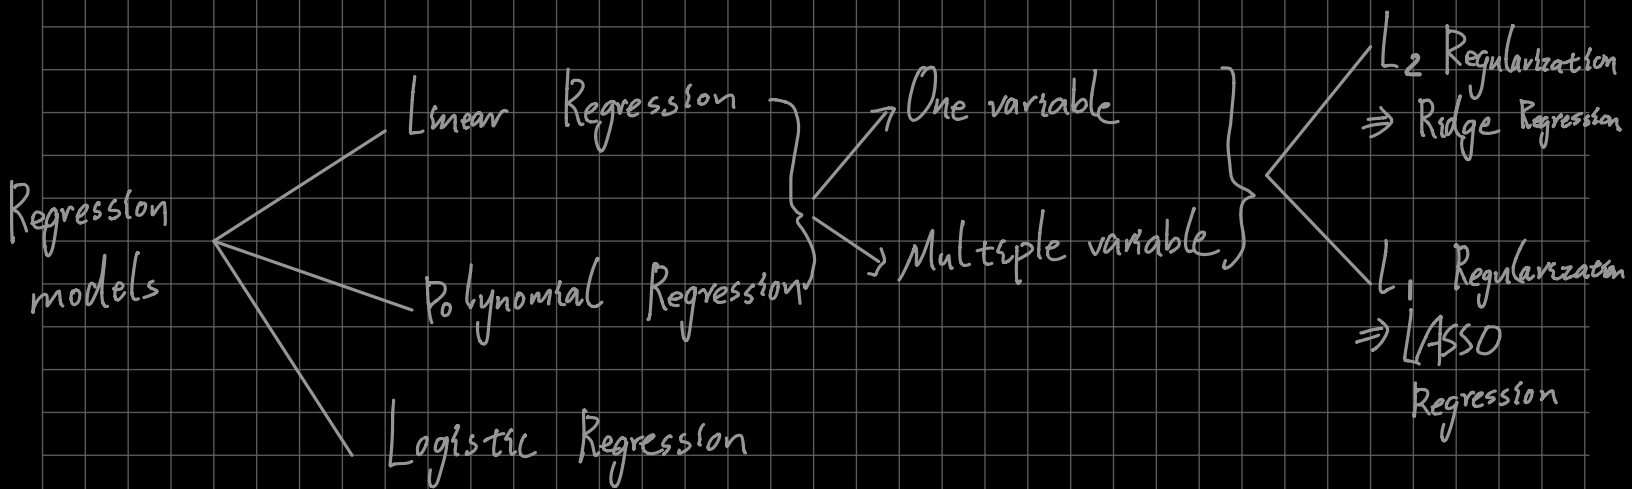 Regression
models
Linear Regression
Polynomial Regression
Logistic Regression
One variable
Multiple variable
L2 Regularization
⇒ Ridge Regression
L1 Regularization
⇒ LASSO
Regression